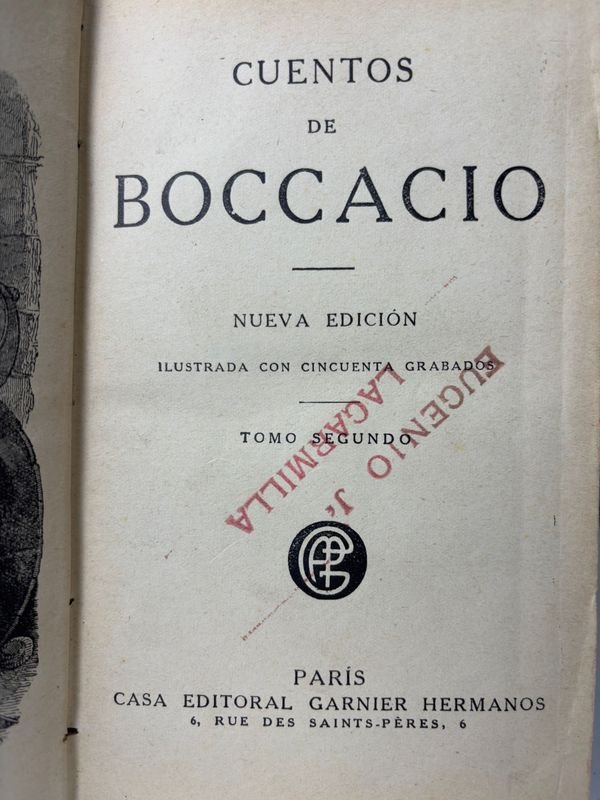 CUENTOS
DE
BOCCACIO
NUEVA EDICIÓN
ILUSTRADA CON CINCUENTA GRABADOS
TOMO SEGUNDO
EUGENIO J,
LAGARMILLA
PARÍS
CASA EDITORAL GARNIER HERMANOS
6, RUE DES SAINTS-PÈRES, 6